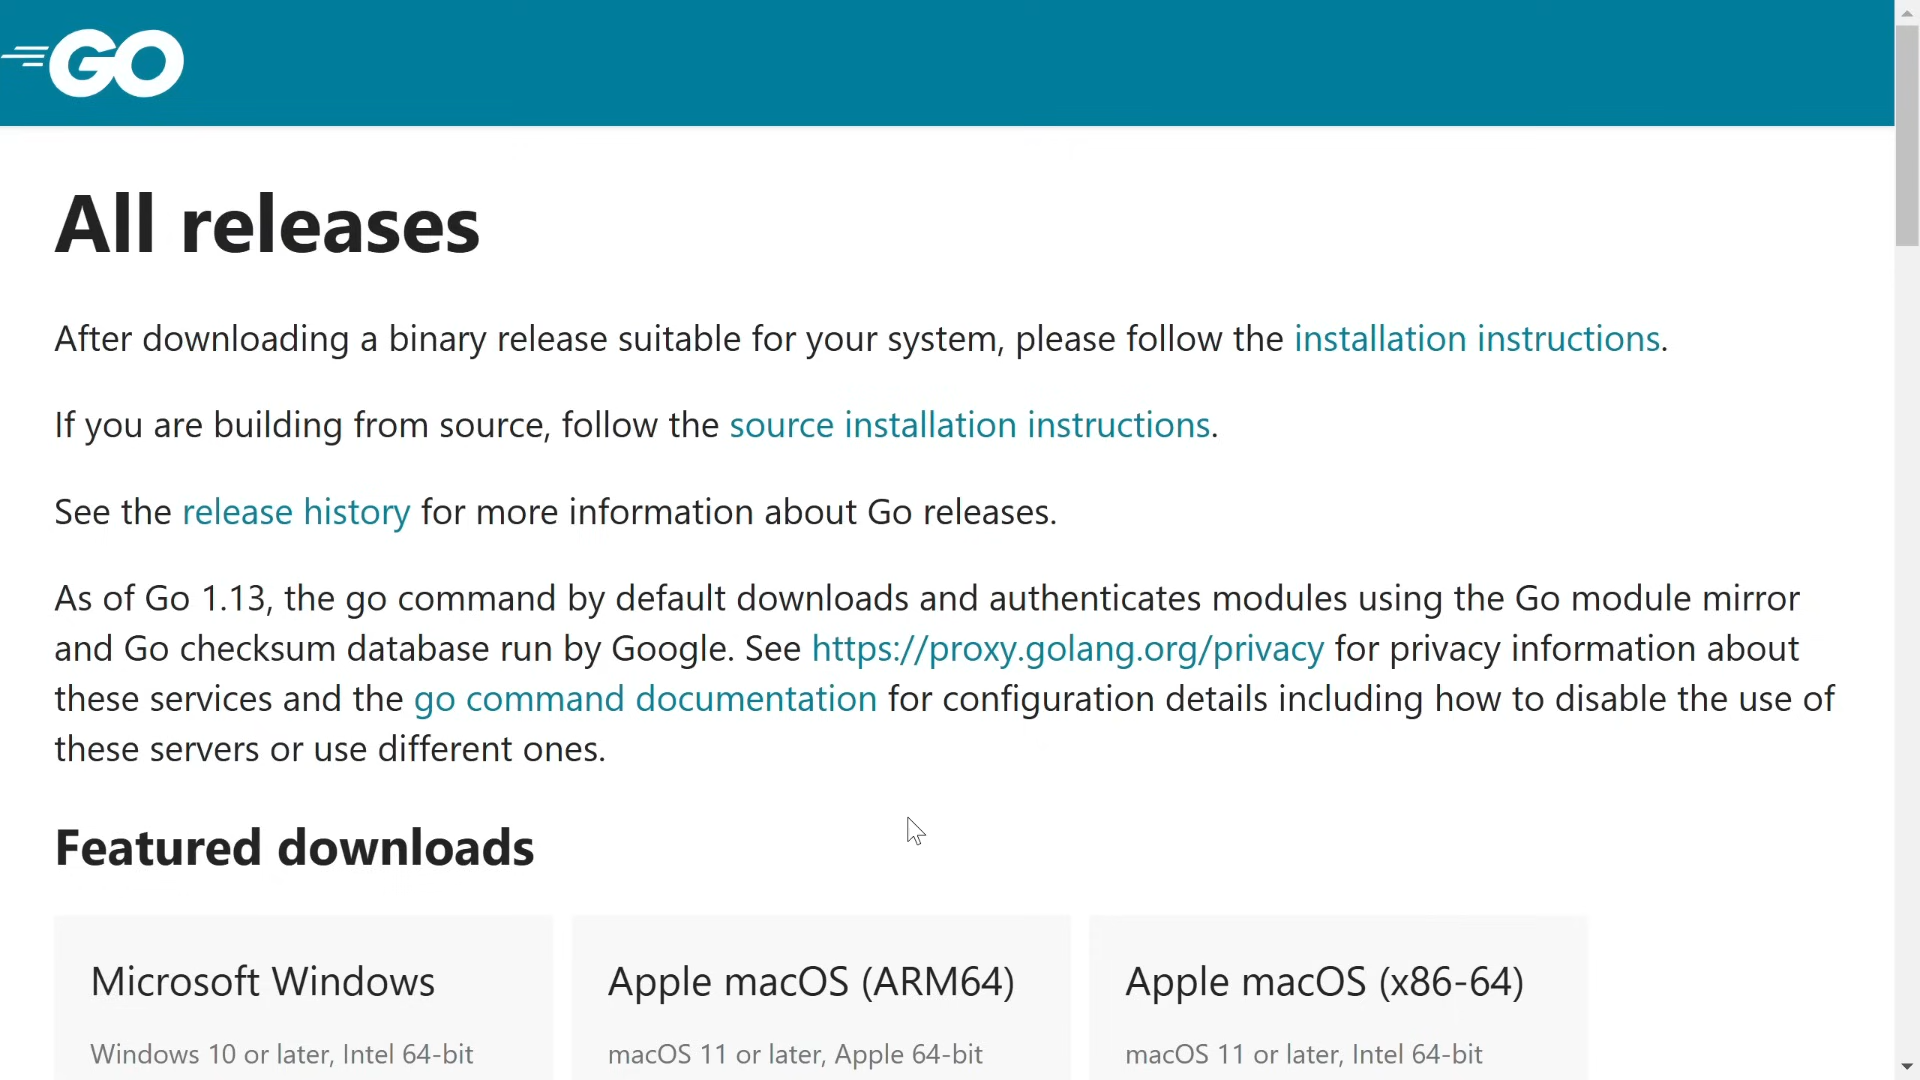 GO
All releases
After downloading a binary release suitable for your system, please follow the installation instructions.
If you are building from source, follow the source installation instructions.
See the release history for more information about Go releases.
As of Go 1.13, the go command by default downloads and authenticates modules using the Go module mirror
and Go checksum database run by Google. See https://proxy.golang.org/privacy for privacy information about
these services and the go command documentation for configuration details including how to disable the use of
these servers or use different ones.
Featured downloads
Microsoft Windows
Windows 10 or later, Intel 64-bit
Apple macOS (ARM64)
macOS 11 or later, Apple 64-bit
Apple macOS (x86-64)
macOS 11 or later, Intel 64-bit